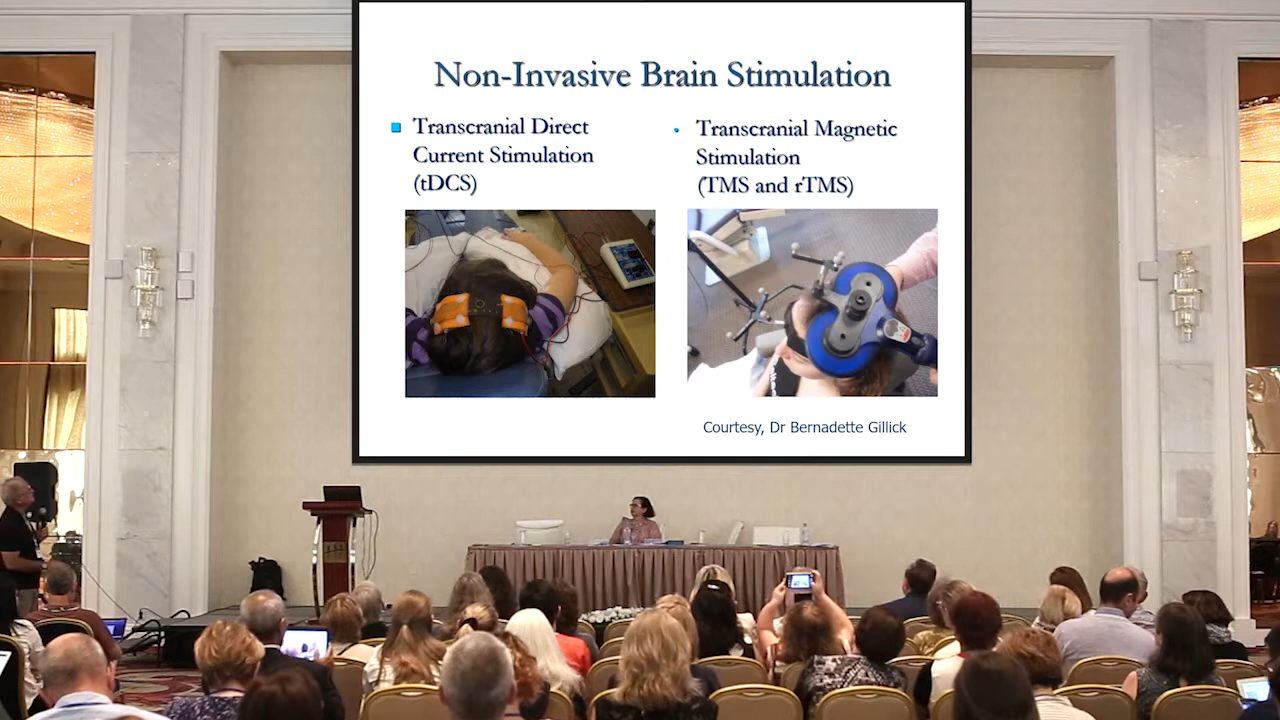 Non-Invasive Brain Stimulation
Transcranial Direct
Current Stimulation
(tDCS)
Transcranial Magnetic
Stimulation
(TMS and rTMS)
Courtesy, Dr Bernadette Gillick